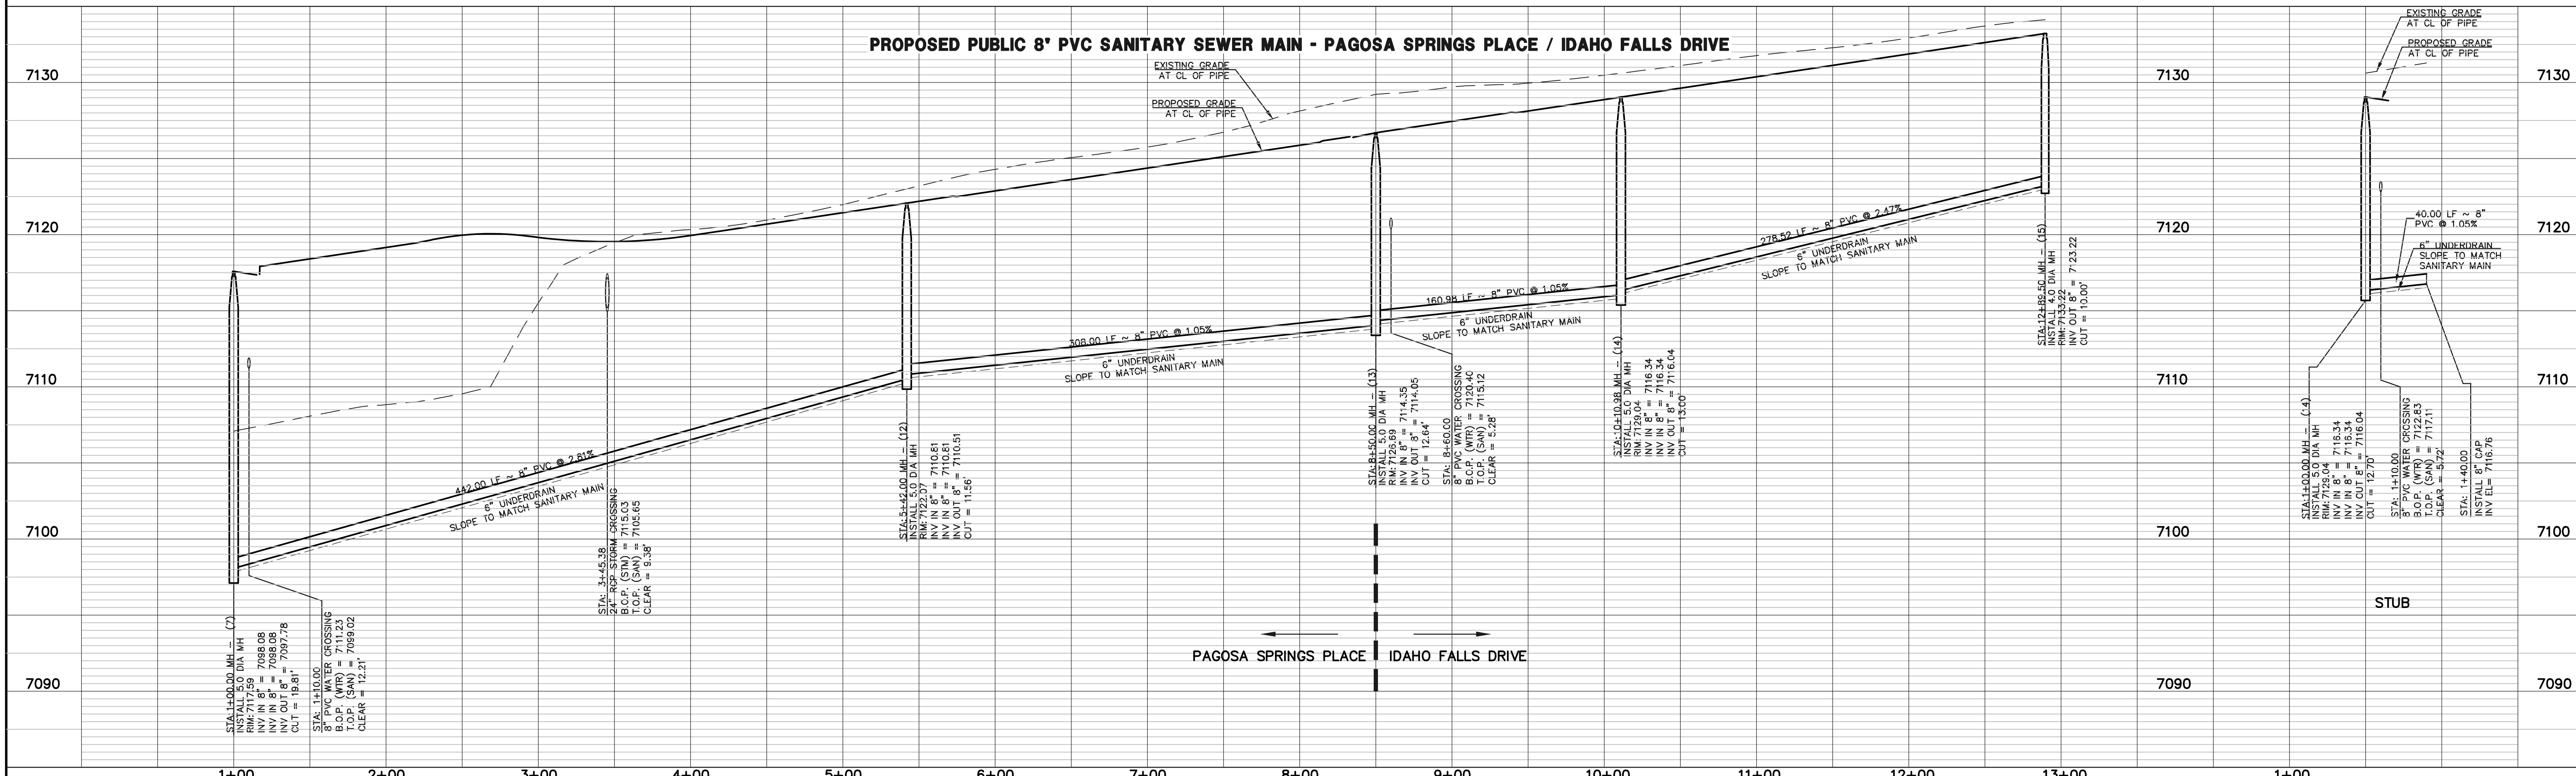 PROPOSED PUBLIC 8" PVC SANITARY SEWER MAIN - PAGOSA SPRINGS PLACE / IDAHO FALLS DRIVE
7130
7120
7110
7100
7090
EXISTING GRADE
AT CL OF PIPE
PROPOSED GRADE
AT CL OF PIPE
442.00 LF ~ 8" PVC @ 2.81%
6" UNDERDRAIN
SLOPE TO MATCH SANITARY MAIN
308.00 LF ~ 8" PVC @ 1.05%
6" UNDERDRAIN
SLOPE TO MATCH SANITARY MAIN
160.98 LF ~ 8" PVC @ 1.05%
6" UNDERDRAIN
SLOPE TO MATCH SANITARY MAIN
278.52 LF ~ 8" PVC @ 2.47%
6" UNDERDRAIN
SLOPE TO MATCH SANITARY MAIN
STA:1+00.00 MH -- (7)
INSTALL 5.0 DIA MH
RIM:7117.59
INV IN 8" = 7098.08
INV IN 8" = 7098.08
INV OUT 8" = 7097.78
CUT = 19.81'
STA: 1+10.00
8" PVC WATER CROSSING
B.O.P. (WTR) = 7111.23
T.O.P. (SAN) = 7099.02
CLEAR = 12.21'
STA: 3+45.38
24" RCP STORM CROSSING
B.O.P. (STM) = 7115.03
T.O.P. (SAN) = 7105.65
CLEAR = 9.38'
STA:5+42.00 MH -- (12)
INSTALL 5.0 DIA MH
RIM:7122.07
INV IN 8" = 7110.81
INV IN 8" = 7110.81
INV OUT 8" = 7110.51
CUT = 11.56'
STA:8+50.00 MH -- (13)
INSTALL 5.0 DIA MH
RIM:7126.69
INV IN 8" = 7114.35
INV OUT 8" = 7114.05
CUT = 12.64'
STA: 8+60.00
8" PVC WATER CROSSING
B.O.P. (WTR) = 7120.40
T.O.P. (SAN) = 7115.12
CLEAR = 5.28'
STA:10+10.98 MH -- (14)
INSTALL 5.0 DIA MH
RIM:7129.04
INV IN 8" = 7116.34
INV IN 8" = 7116.34
INV OUT 8" = 7116.04
CUT = 13.00'
STA:12+89.50 MH -- (15)
INSTALL 4.0 DIA MH
RIM:7133.22
INV OUT 8" = 7123.22
CUT = 10.00'
PAGOSA SPRINGS PLACE
IDAHO FALLS DRIVE
7130
7120
7110
7100
7090
EXISTING GRADE
AT CL OF PIPE
PROPOSED GRADE
AT CL OF PIPE
40.00 LF ~ 8"
PVC @ 1.05%
6" UNDERDRAIN
SLOPE TO MATCH
SANITARY MAIN
STA:1+00.00 MH -- (14)
INSTALL 5.0 DIA MH
RIM:7129.04
INV IN 8" = 7116.34
INV IN 8" = 7116.34
INV OUT 8" = 7116.04
CUT = 12.70'
STA: 1+10.00
8" PVC WATER CROSSING
B.O.P. (WTR) = 7122.83
T.O.P. (SAN) = 7117.11
CLEAR = 5.72'
STA: 1+40.00
INSTALL 8" CAP
INV EL= 7116.76
STUB
7130
7120
7110
7100
7090
1+00 2+00 3+00 4+00 5+00 6+00 7+00 8+00 9+00 10+00 11+00 12+00 13+00 1+00